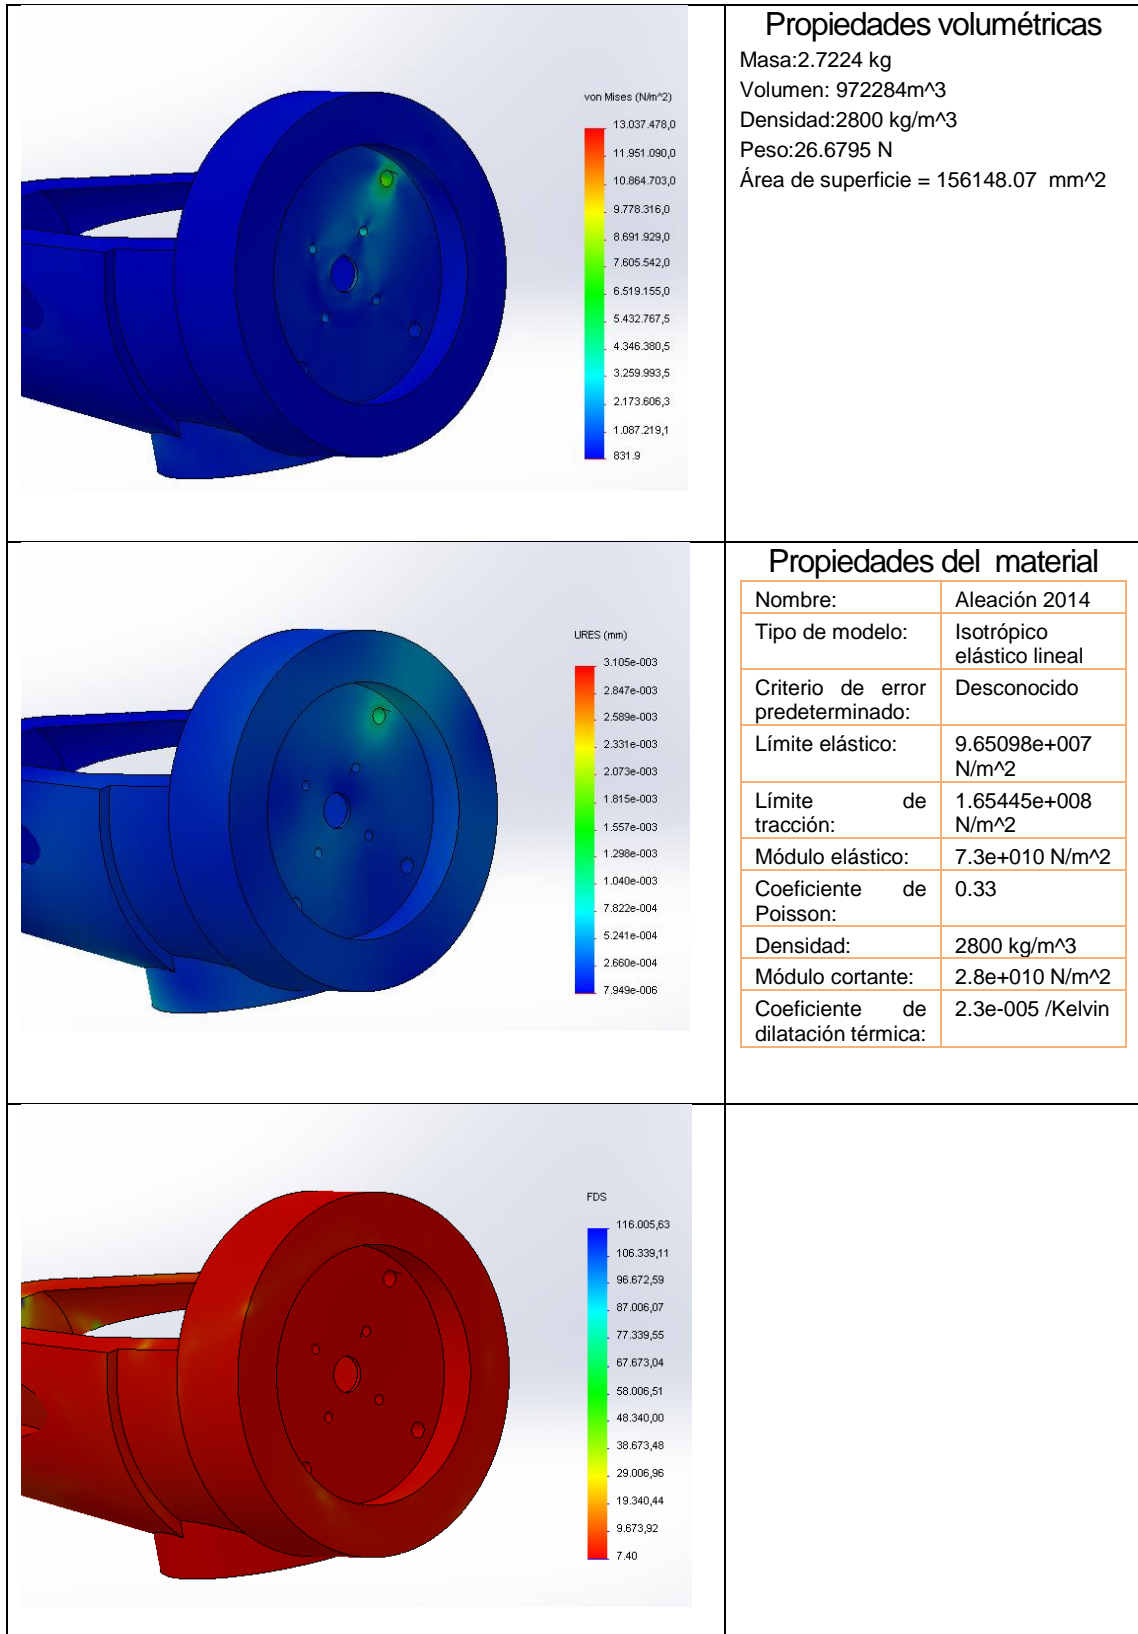 von Mises (N/m^2)
13.037.478,0
11.951.090,0
10.864.703,0
9.778.316,0
8.691.929,0
7.605.542,0
6.519.155,0
5.432.767,5
4.346.380,5
3.259.993,5
2.173.606,3
1.087.219,1
831.9
Propiedades volumétricas
Masa:2.7224 kg
Volumen: 972284m^3
Densidad:2800 kg/m^3
Peso:26.6795 N
Área de superficie = 156148.07 mm^2
URES (mm)
3.105e-003
2.847e-003
2.589e-003
2.331e-003
2.073e-003
1.815e-003
1.557e-003
1.298e-003
1.040e-003
7.822e-004
5.241e-004
2.660e-004
7.949e-006
Propiedades del material
Nombre: Aleación 2014
Tipo de modelo: Isotrópico
elástico lineal
Criterio de error Desconocido
predeterminado:
Límite elástico: 9.65098e+007
N/m^2
Límite de 1.65445e+008
tracción: N/m^2
Módulo elástico: 7.3e+010 N/m^2
Coeficiente de 0.33
Poisson:
Densidad: 2800 kg/m^3
Módulo cortante: 2.8e+010 N/m^2
Coeficiente de 2.3e-005 /Kelvin
dilatación térmica:
FDS
116.005,63
106.339,11
96.672,59
87.006,07
77.339,55
67.673,04
58.006,51
48.340,00
38.673,48
29.006,96
19.340,44
9.673,92
7.40